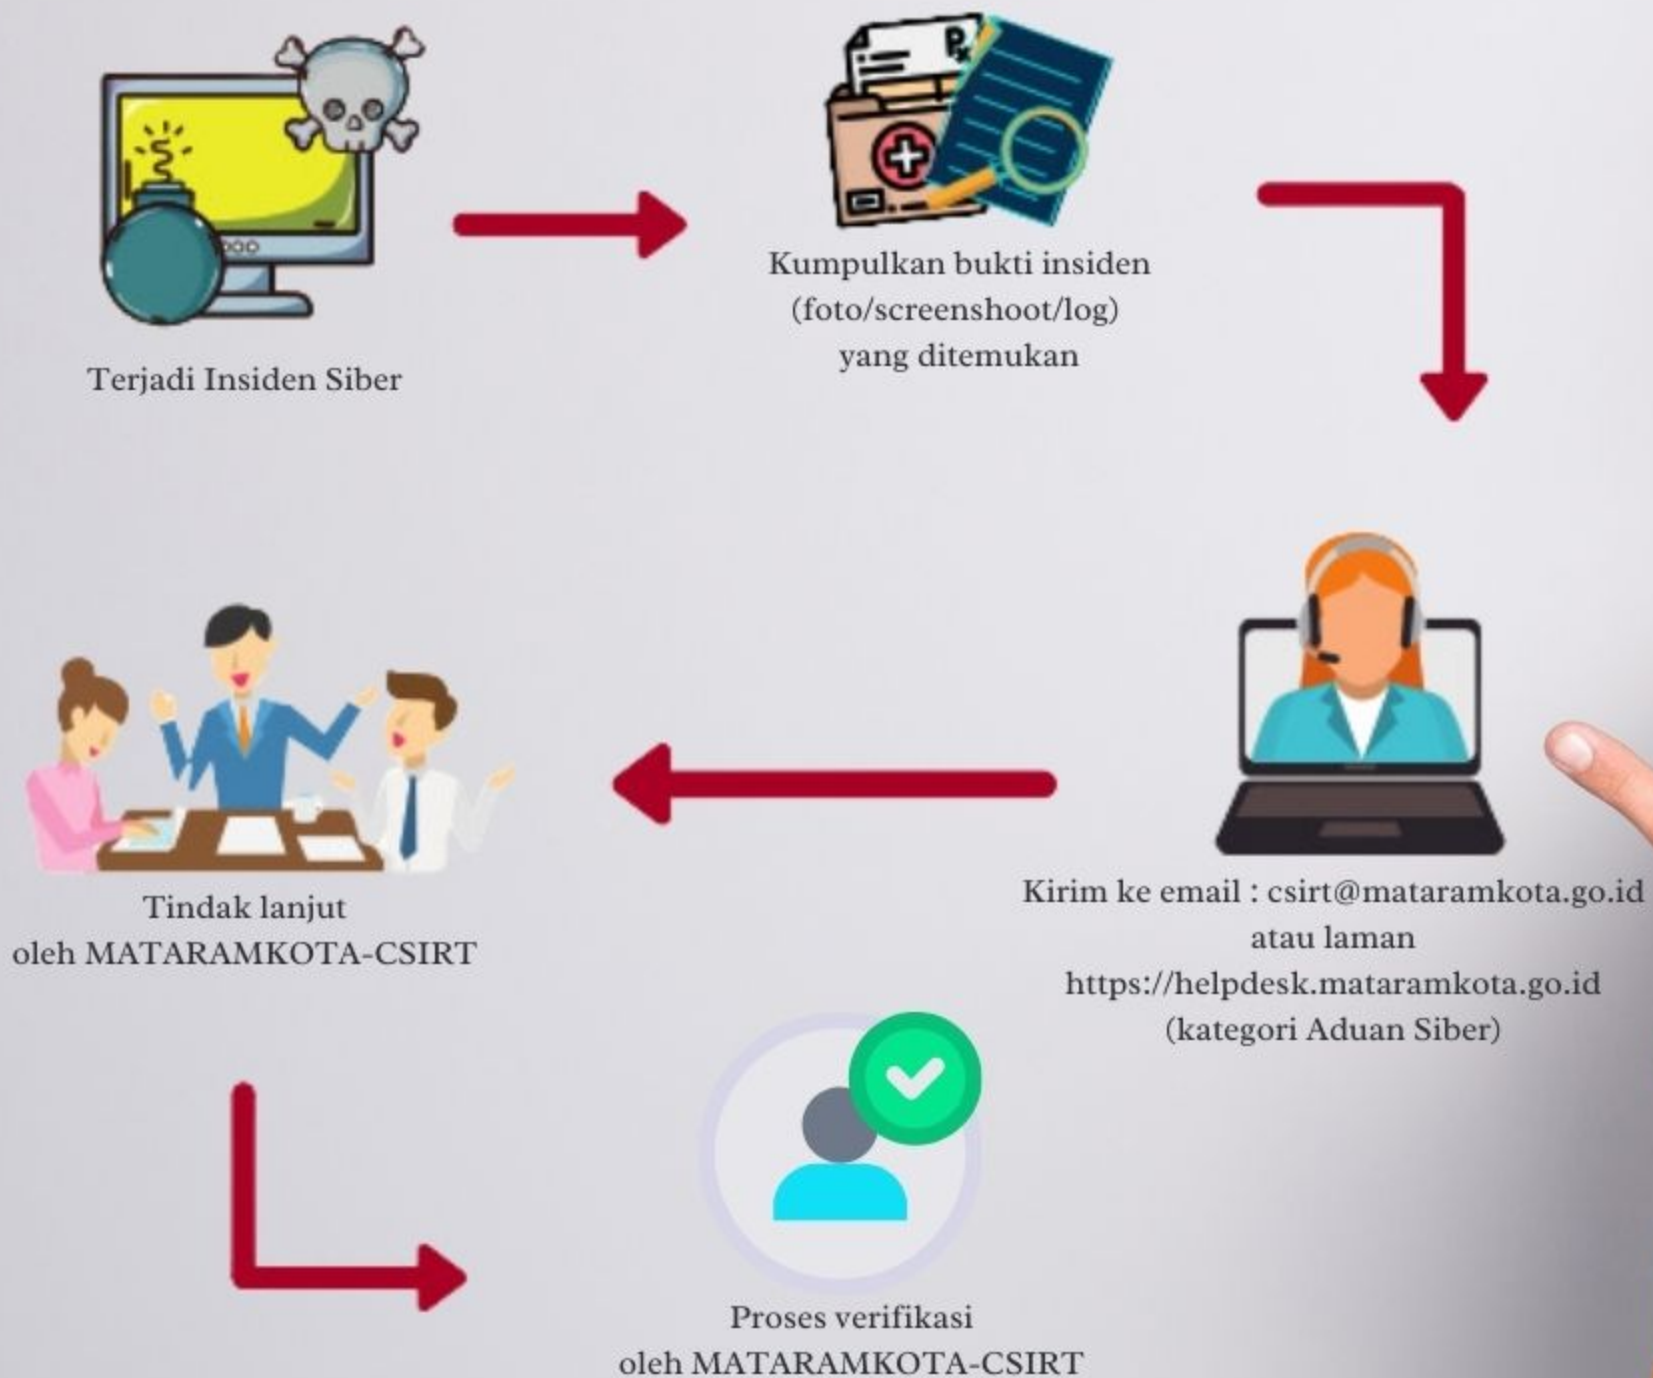 Terjadi Insiden Siber
Kumpulkan bukti insiden
(foto/screenshoot/log)
yang ditemukan
Kirim ke email : csirt@mataramkota.go.id
atau laman
https://helpdesk.mataramkota.go.id
(kategori Aduan Siber)
Tindak lanjut
oleh MATARAMKOTA-CSIRT
Proses verifikasi
oleh MATARAMKOTA-CSIRT